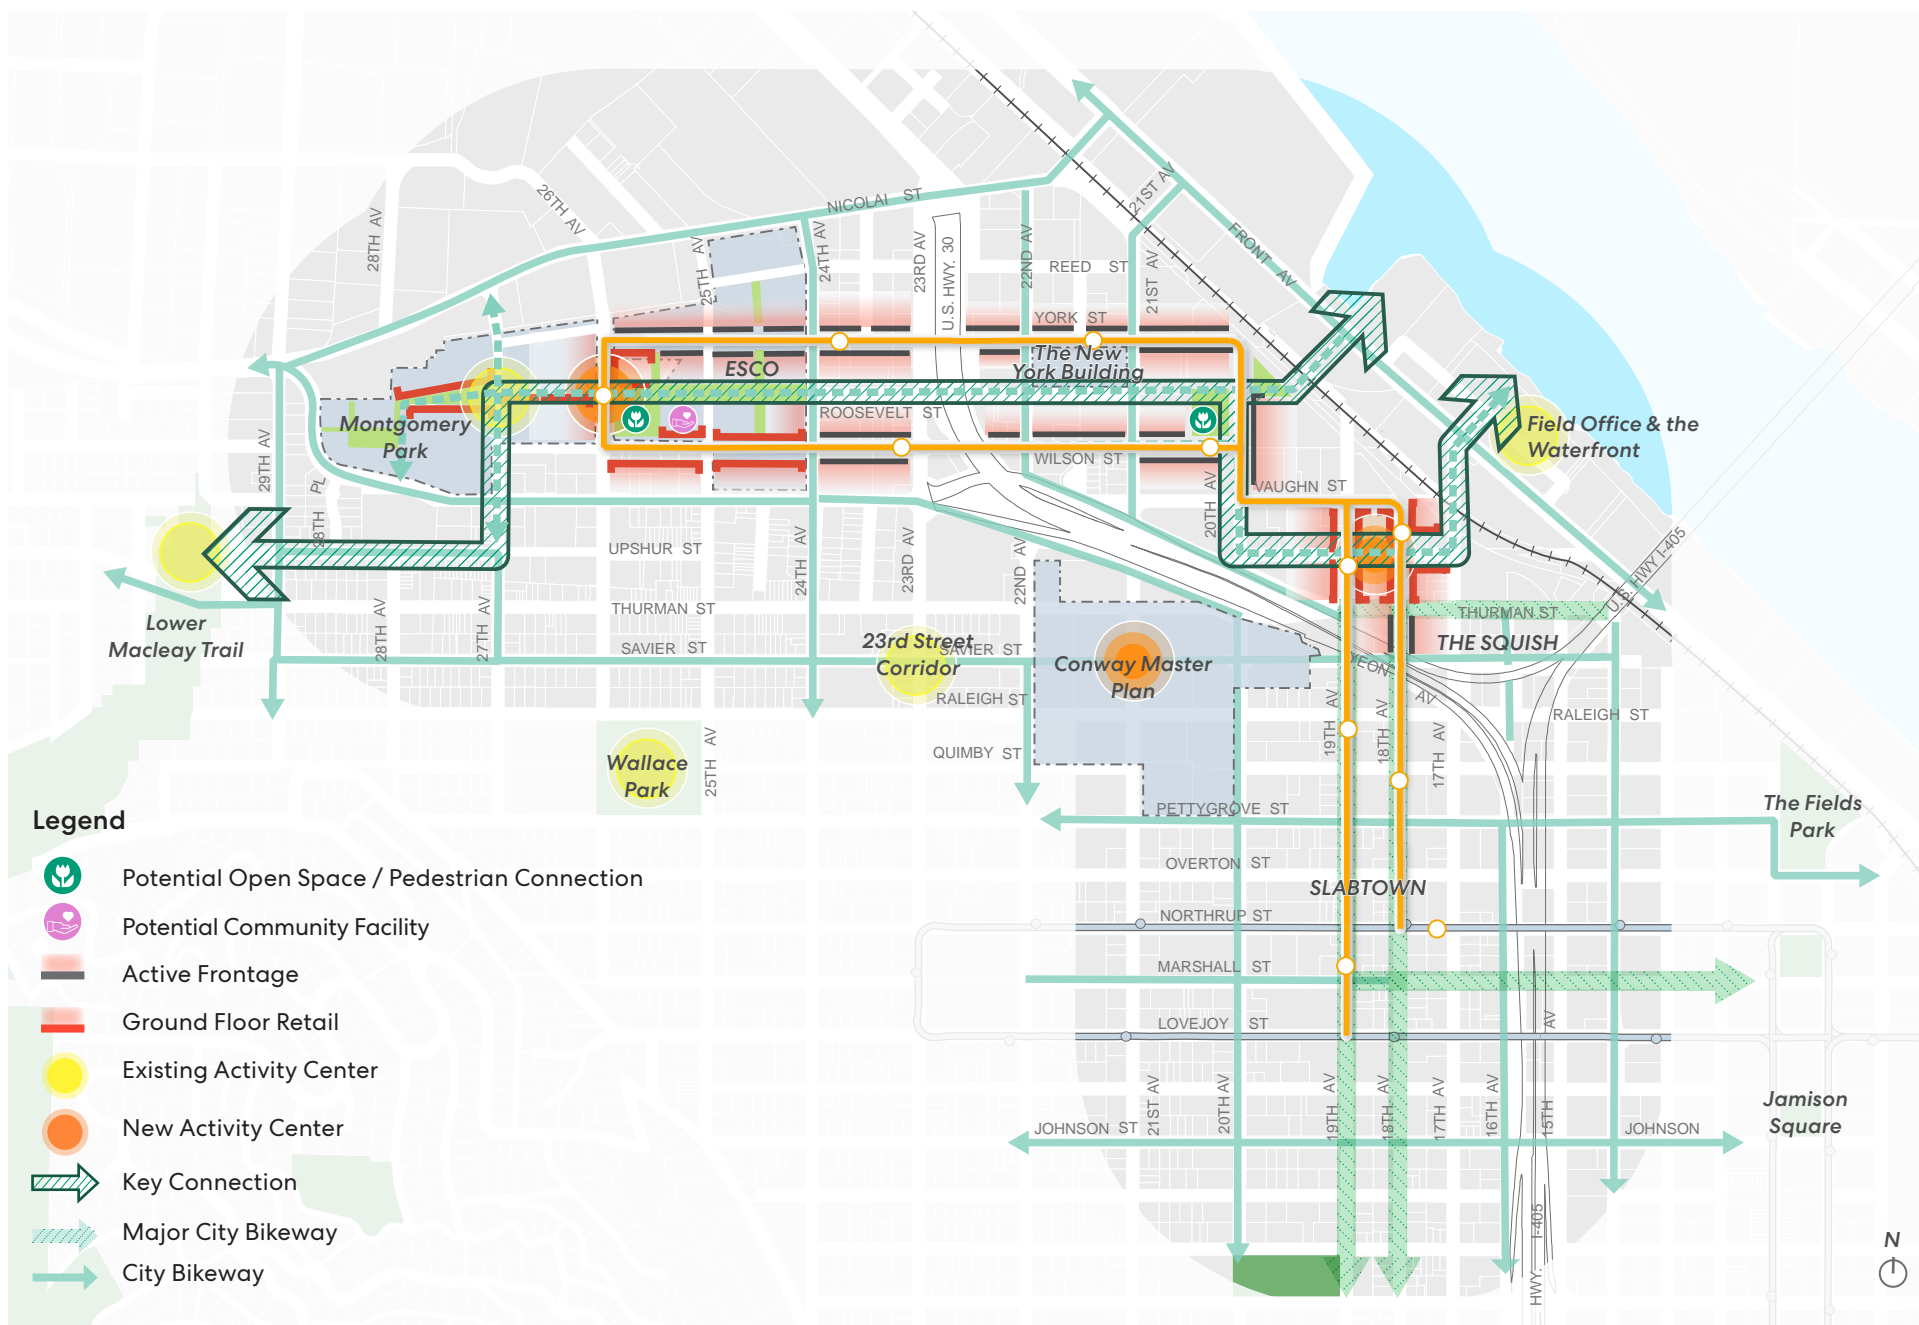 NICOLAI ST
26TH AV
28TH AV
25TH AV
24TH AV
23RD AV
U.S. HWY. 30
22ND AV
REED ST
21ST AV
21ST AV
FRONT AV
YORK ST
The New
York Building
ESCO
ROOSEVELT ST
WILSON ST
Montgomery
Park
29TH AV
28TH PL
VAUGHN ST
20TH AV
Field Office & the
Waterfront
U.S. HWY I-405
UPSHUR ST
24TH AV
23RD AV
22ND AV
THURMAN ST
THURMAN ST
Lower
Macleay Trail
28TH AV
27TH AV
SAVIER ST
23rd Street
Corridor
SAVIER ST
RALEIGH ST
QUIMBY ST
Conway Master
Plan
THE SQUISH
YEON AV
RALEIGH ST
19TH AV
18TH AV
17TH AV
Wallace
Park
25TH AV
PETTYGROVE ST
The Fields
Park
OVERTON ST
SLABTOWN
NORTHRUP ST
MARSHALL ST
LOVEJOY ST
21ST AV
20TH AV
19TH AV
18TH AV
17TH AV
16TH AV
15TH AV
JOHNSON ST
JOHNSON
Jamison
Square
HWY. I-405
N
Legend
Potential Open Space / Pedestrian Connection
Potential Community Facility
Active Frontage
Ground Floor Retail
Existing Activity Center
New Activity Center
Key Connection
Major City Bikeway
City Bikeway